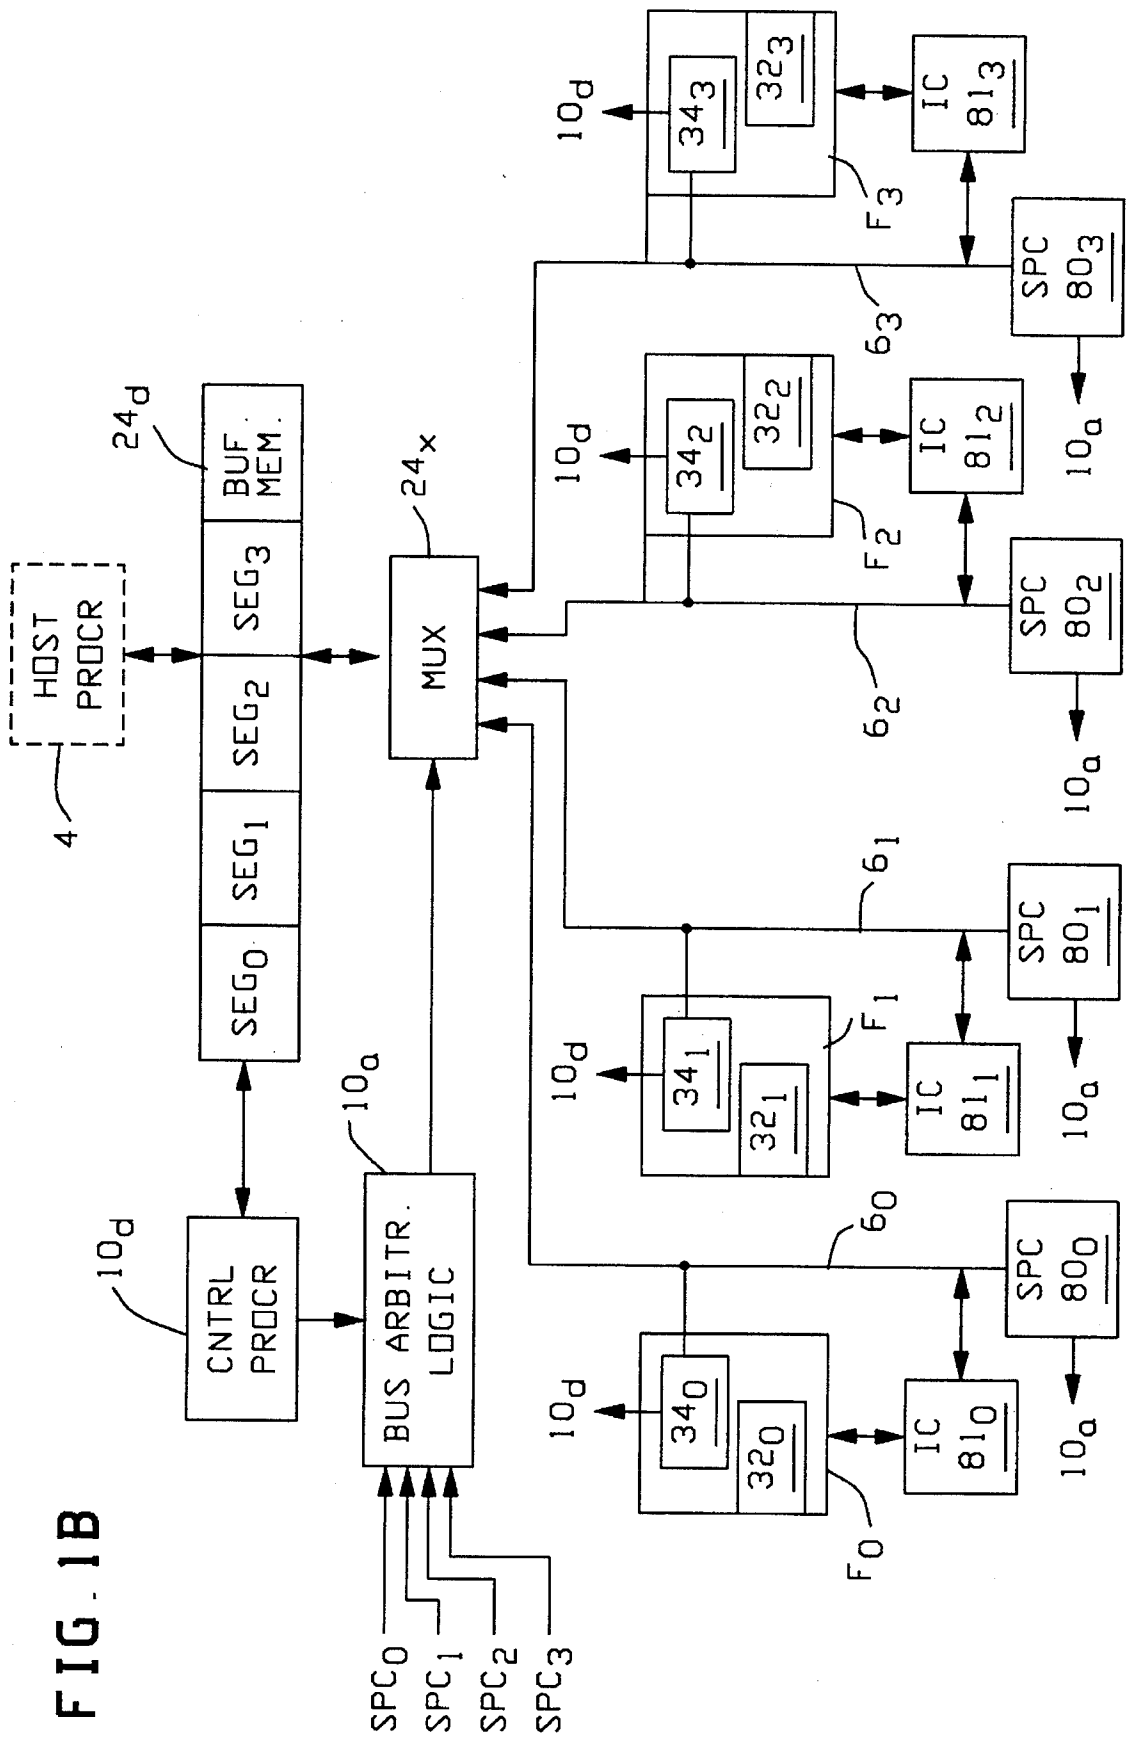 FIG. 1B
HOST
PROCR
4
24d
SEG0
SEG1
SEG2
SEG3
BUF
MEM.
10d
CNTRL
PROCR
10a
BUS ARBITR.
LOGIC
MUX
24x
SPC0
SPC1
SPC2
SPC3
10d
340
320
F0
60
IC
810
SPC
800
10a
10d
341
321
F1
61
IC
811
SPC
801
10a
10d
342
322
F2
62
IC
812
SPC
802
10a
10d
343
323
F3
63
IC
813
SPC
803
10a